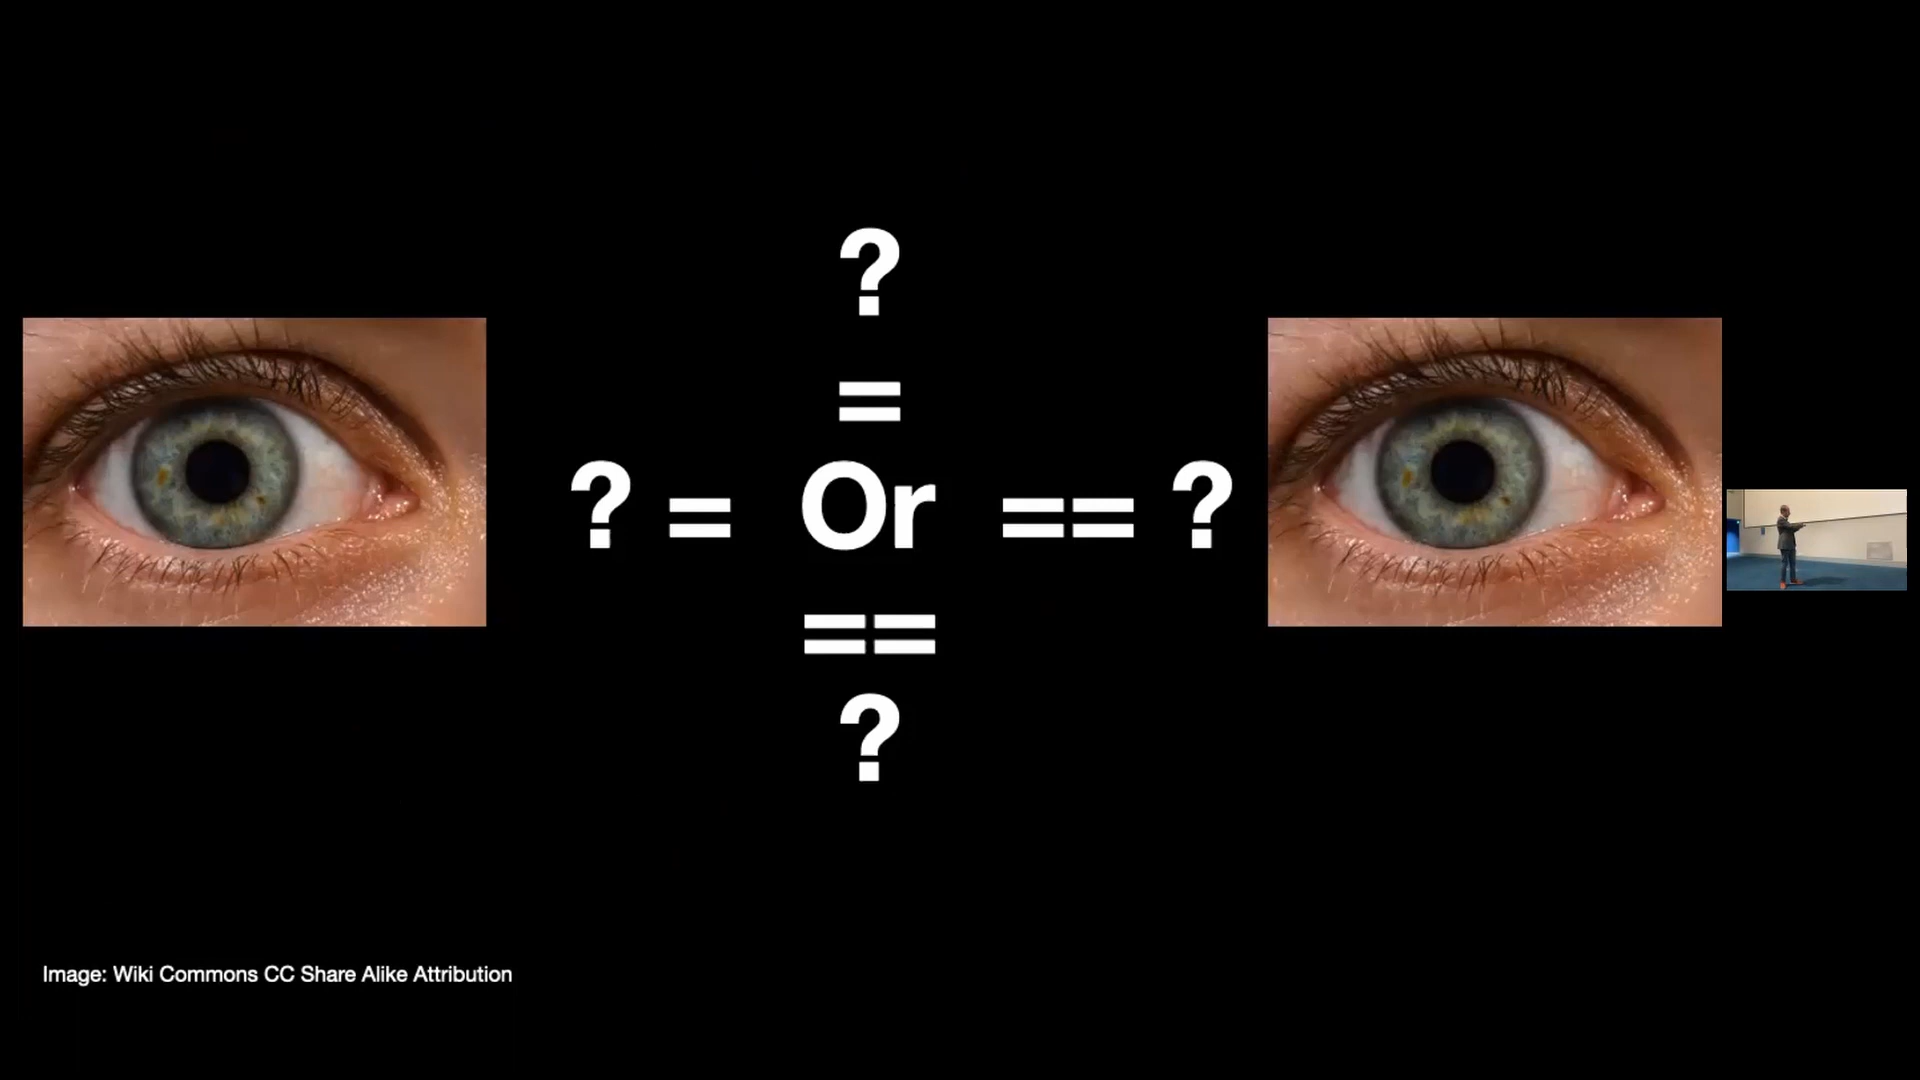 ?
=
? = Or == ?
==
?
Image: Wiki Commons CC Share Alike Attribution